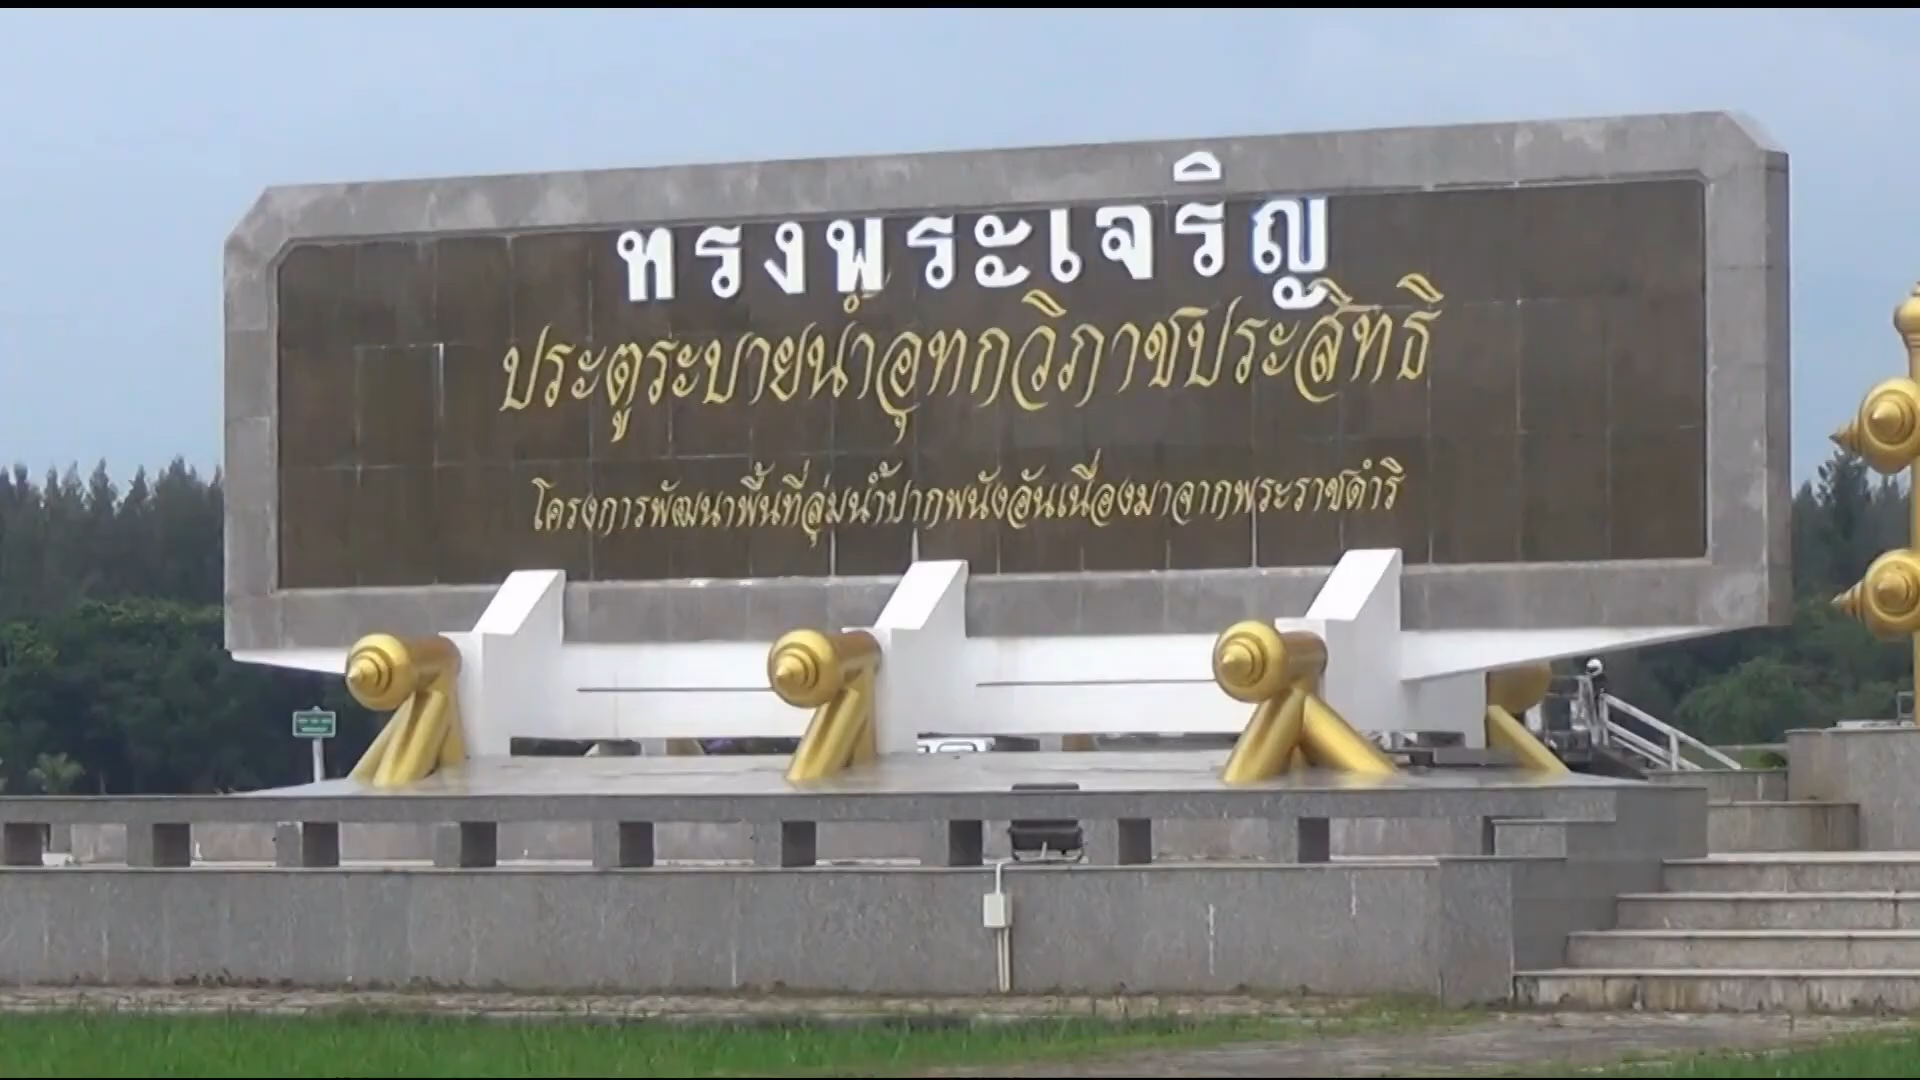 ทรงพระเจริญ
ประตูระบายน้ำอุทกวิภาชประสิทธิ
โครงการพัฒนาพื้นที่ลุ่มน้ำปากพนังอันเนื่องมาจากพระราชดำริ